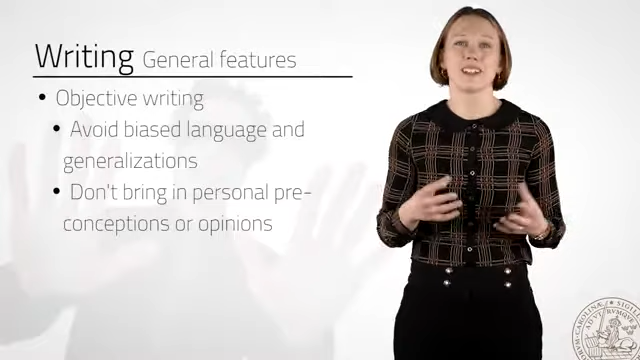 Writing General features
• Objective writing
• Avoid biased language and
generalizations
• Don't bring in personal pre-
conceptions or opinions